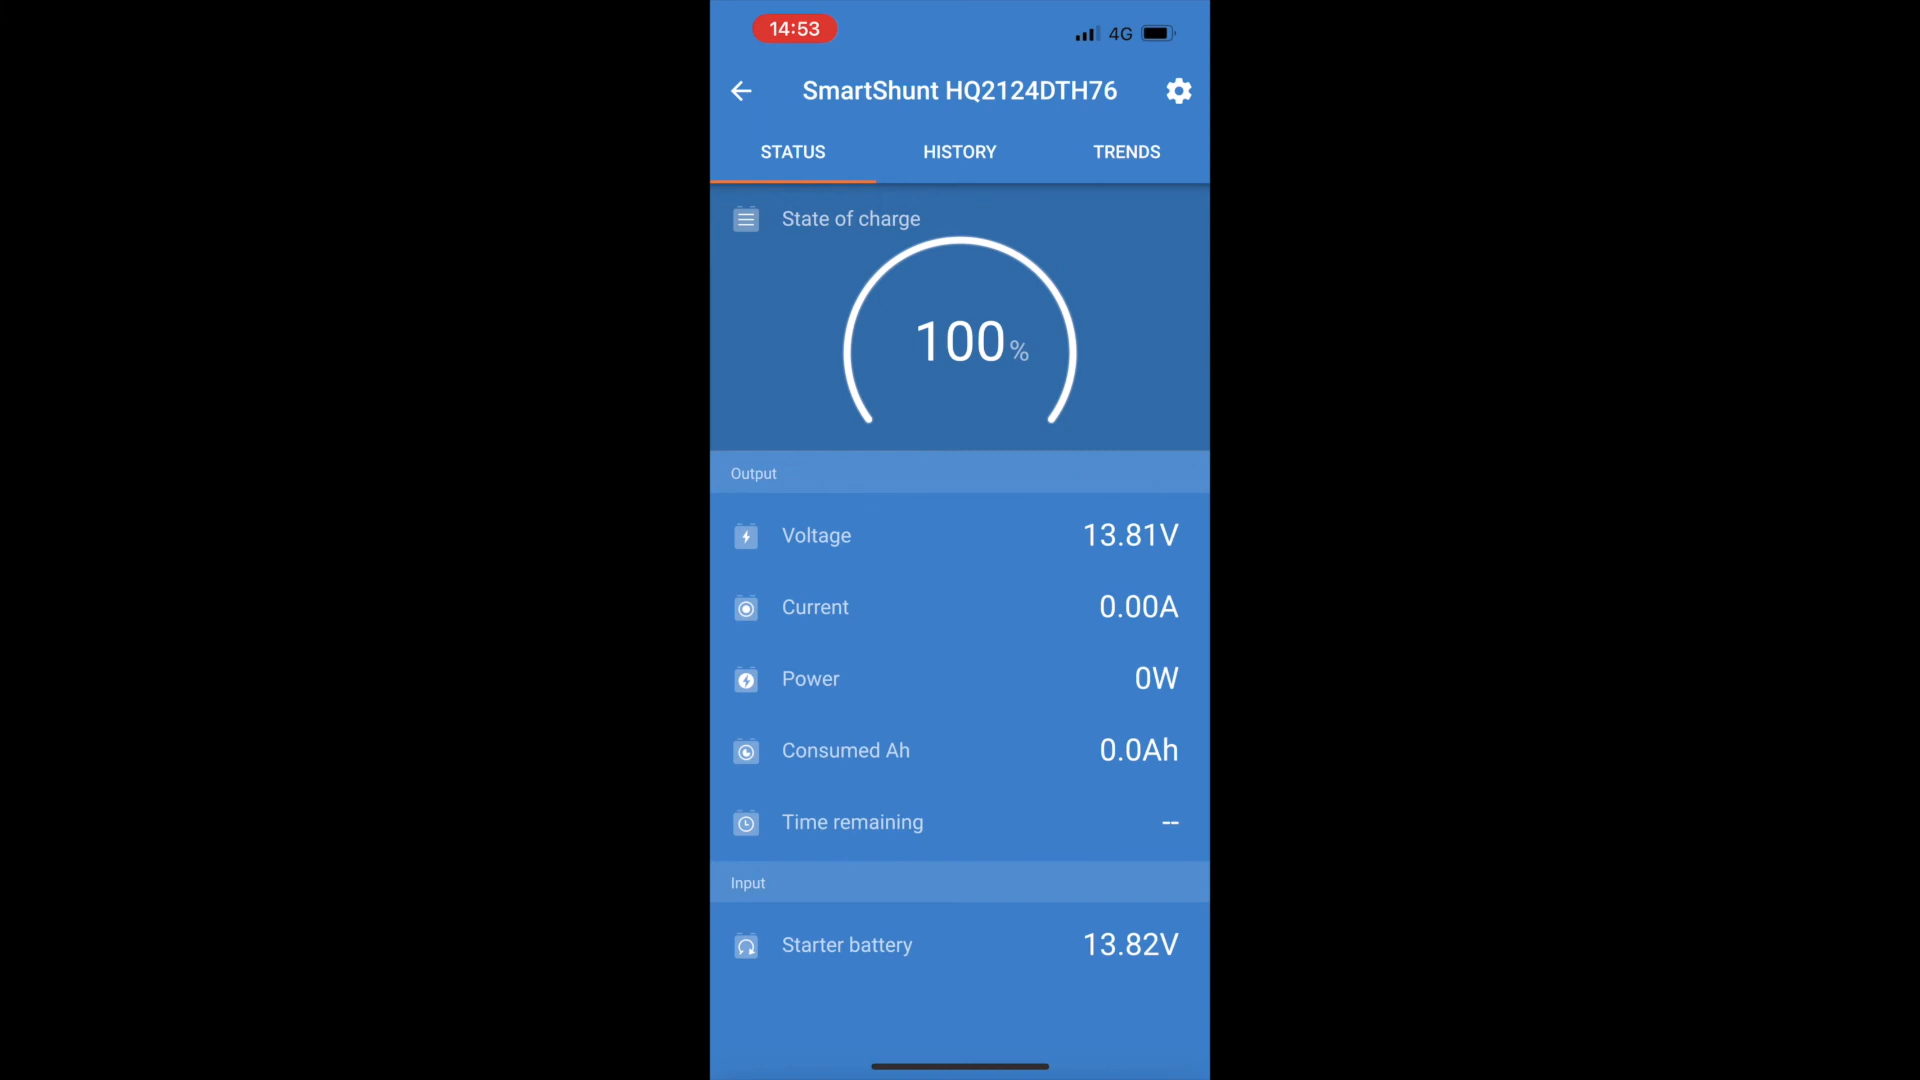 14:53
4G
SmartShunt HQ2124DTH76
STATUS
HISTORY
TRENDS
State of charge
100%
Output
Voltage 13.81V
Current 0.00A
Power 0W
Consumed Ah 0.0Ah
Time remaining --
Input
Starter battery 13.82V